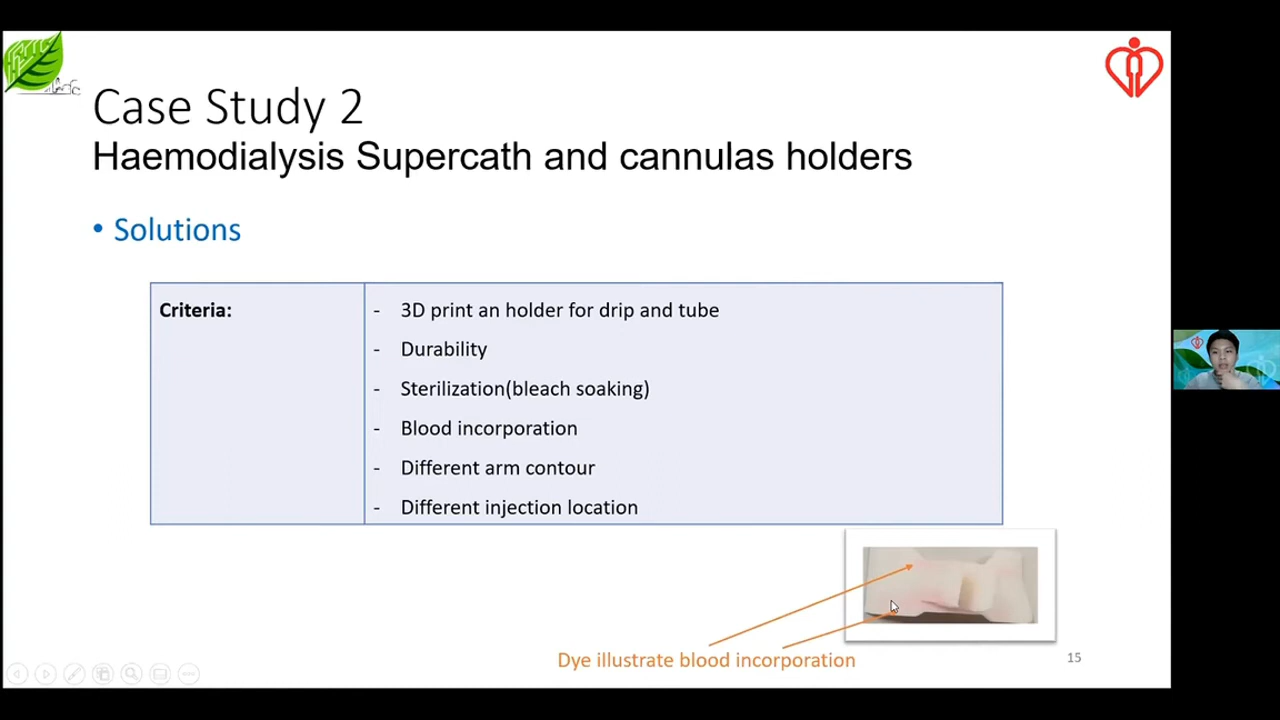 Case Study 2
Haemodialysis Supercath and cannulas holders
• Solutions
Criteria:
- 3D print an holder for drip and tube
- Durability
- Sterilization(bleach soaking)
- Blood incorporation
- Different arm contour
- Different injection location
Dye illustrate blood incorporation
15